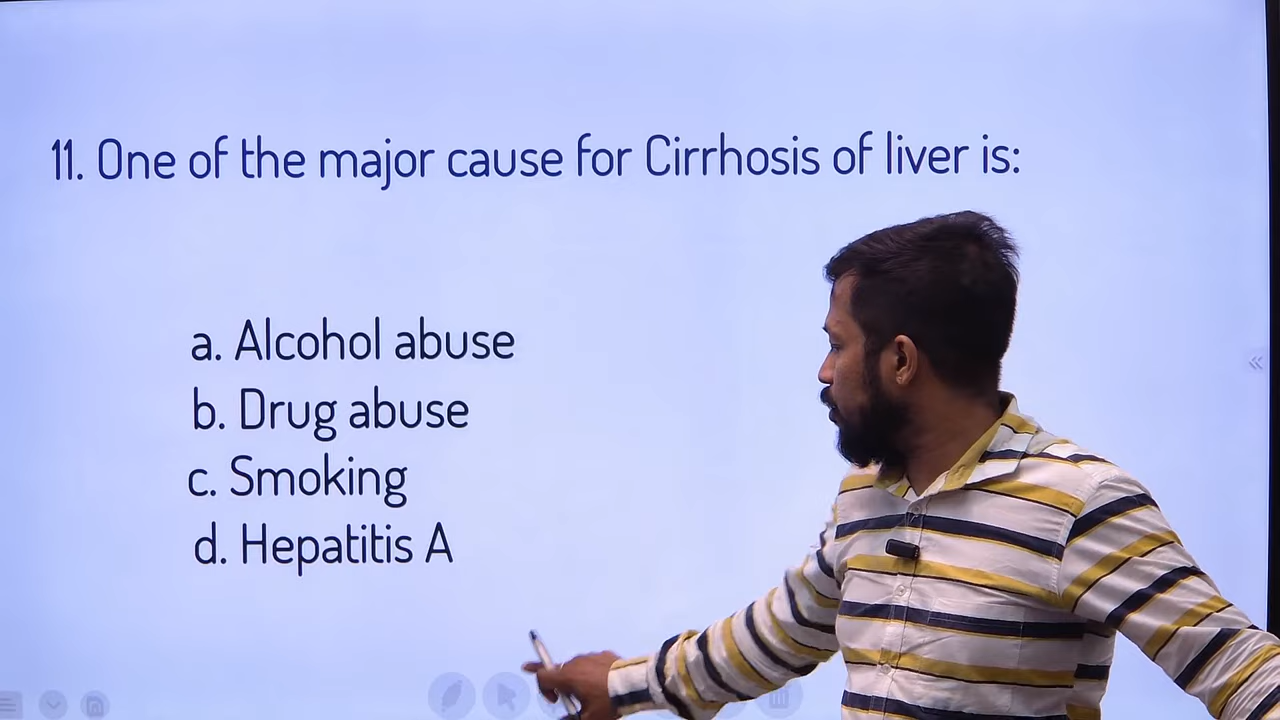 11. One of the major cause for Cirrhosis of liver is:
a. Alcohol abuse
b. Drug abuse
c. Smoking
d. Hepatitis A